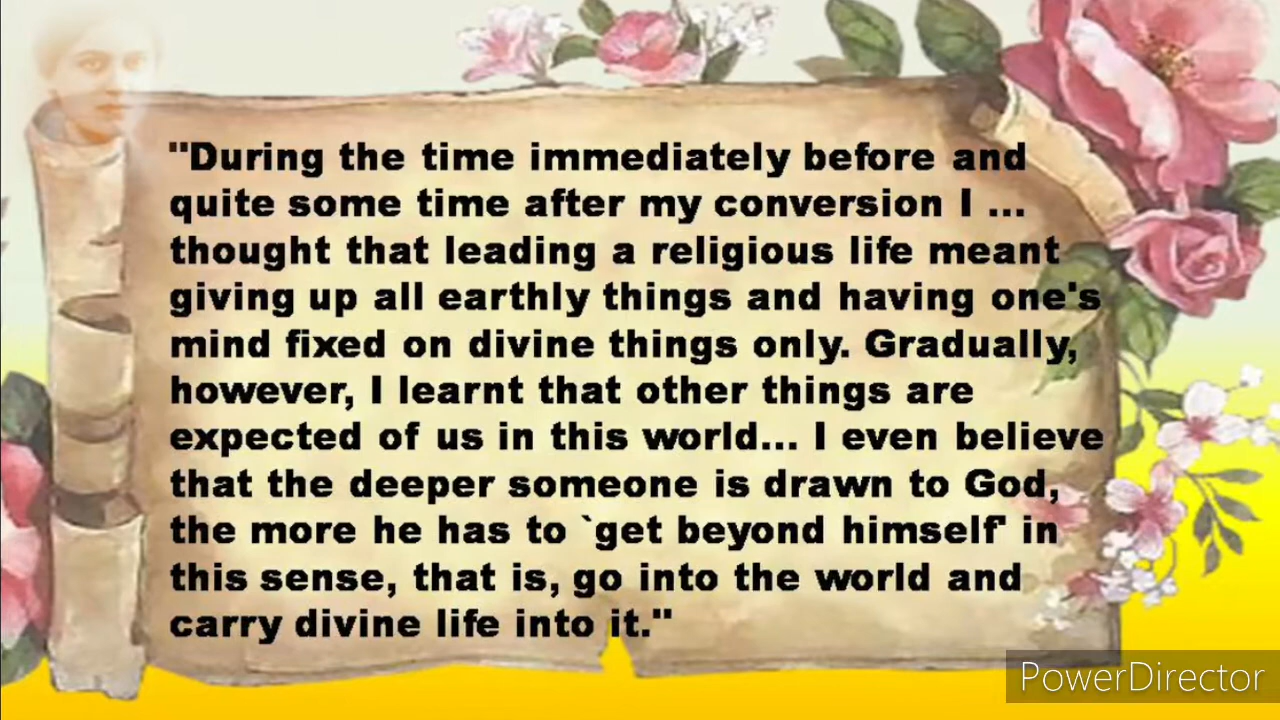 "During the time immediately before and
quite some time after my conversion I ...
thought that leading a religious life meant
giving up all earthly things and having one's
mind fixed on divine things only. Gradually,
however, I learnt that other things are
expected of us in this world... I even believe
that the deeper someone is drawn to God,
the more he has to `get beyond himself' in
this sense, that is, go into the world and
carry divine life into it."
PowerDirector